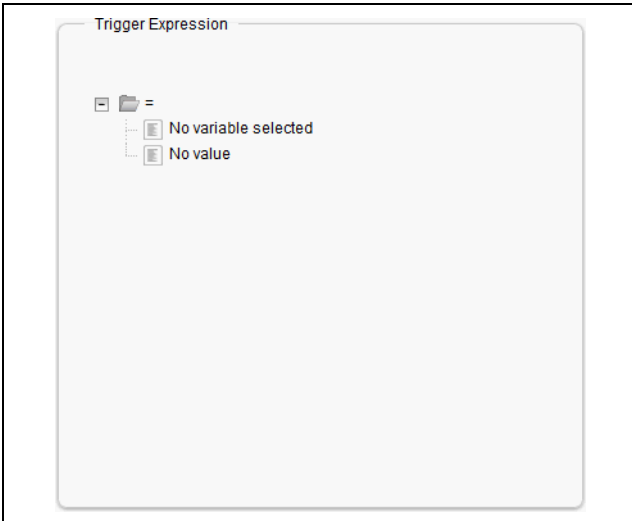 Trigger Expression
=
No variable selected
No value